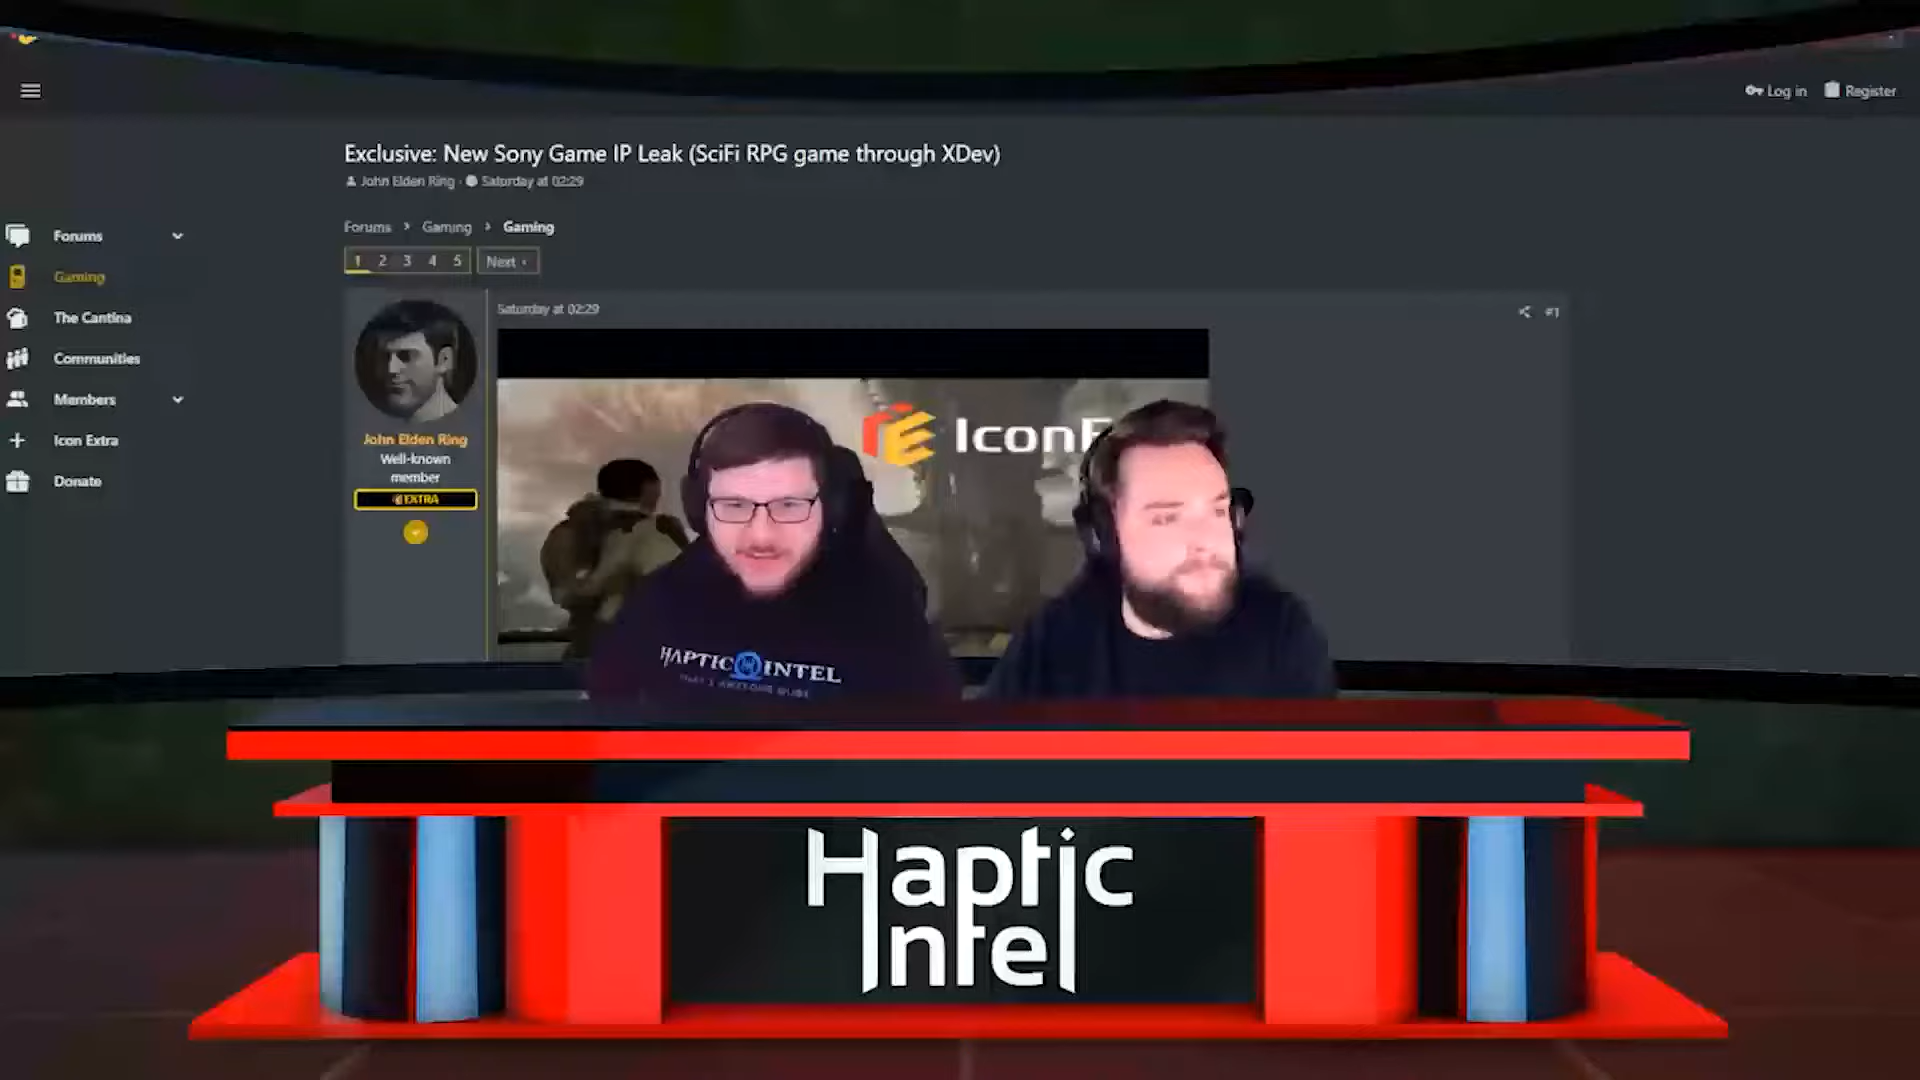 Log in
Register
Exclusive: New Sony Game IP Leak (SciFi RPG game through XDev)
John Elden Ring · Saturday at 02:29
Forums
Gaming
The Cantina
Communities
Members
Icon Extra
Donate
Forums > Gaming > Gaming
1 2 3 4 5 Next
Saturday at 02:29
#1
John Elden Ring
Well-known
member
EXTRA
Icon
HAPTIC INTEL
Haptic
Intel